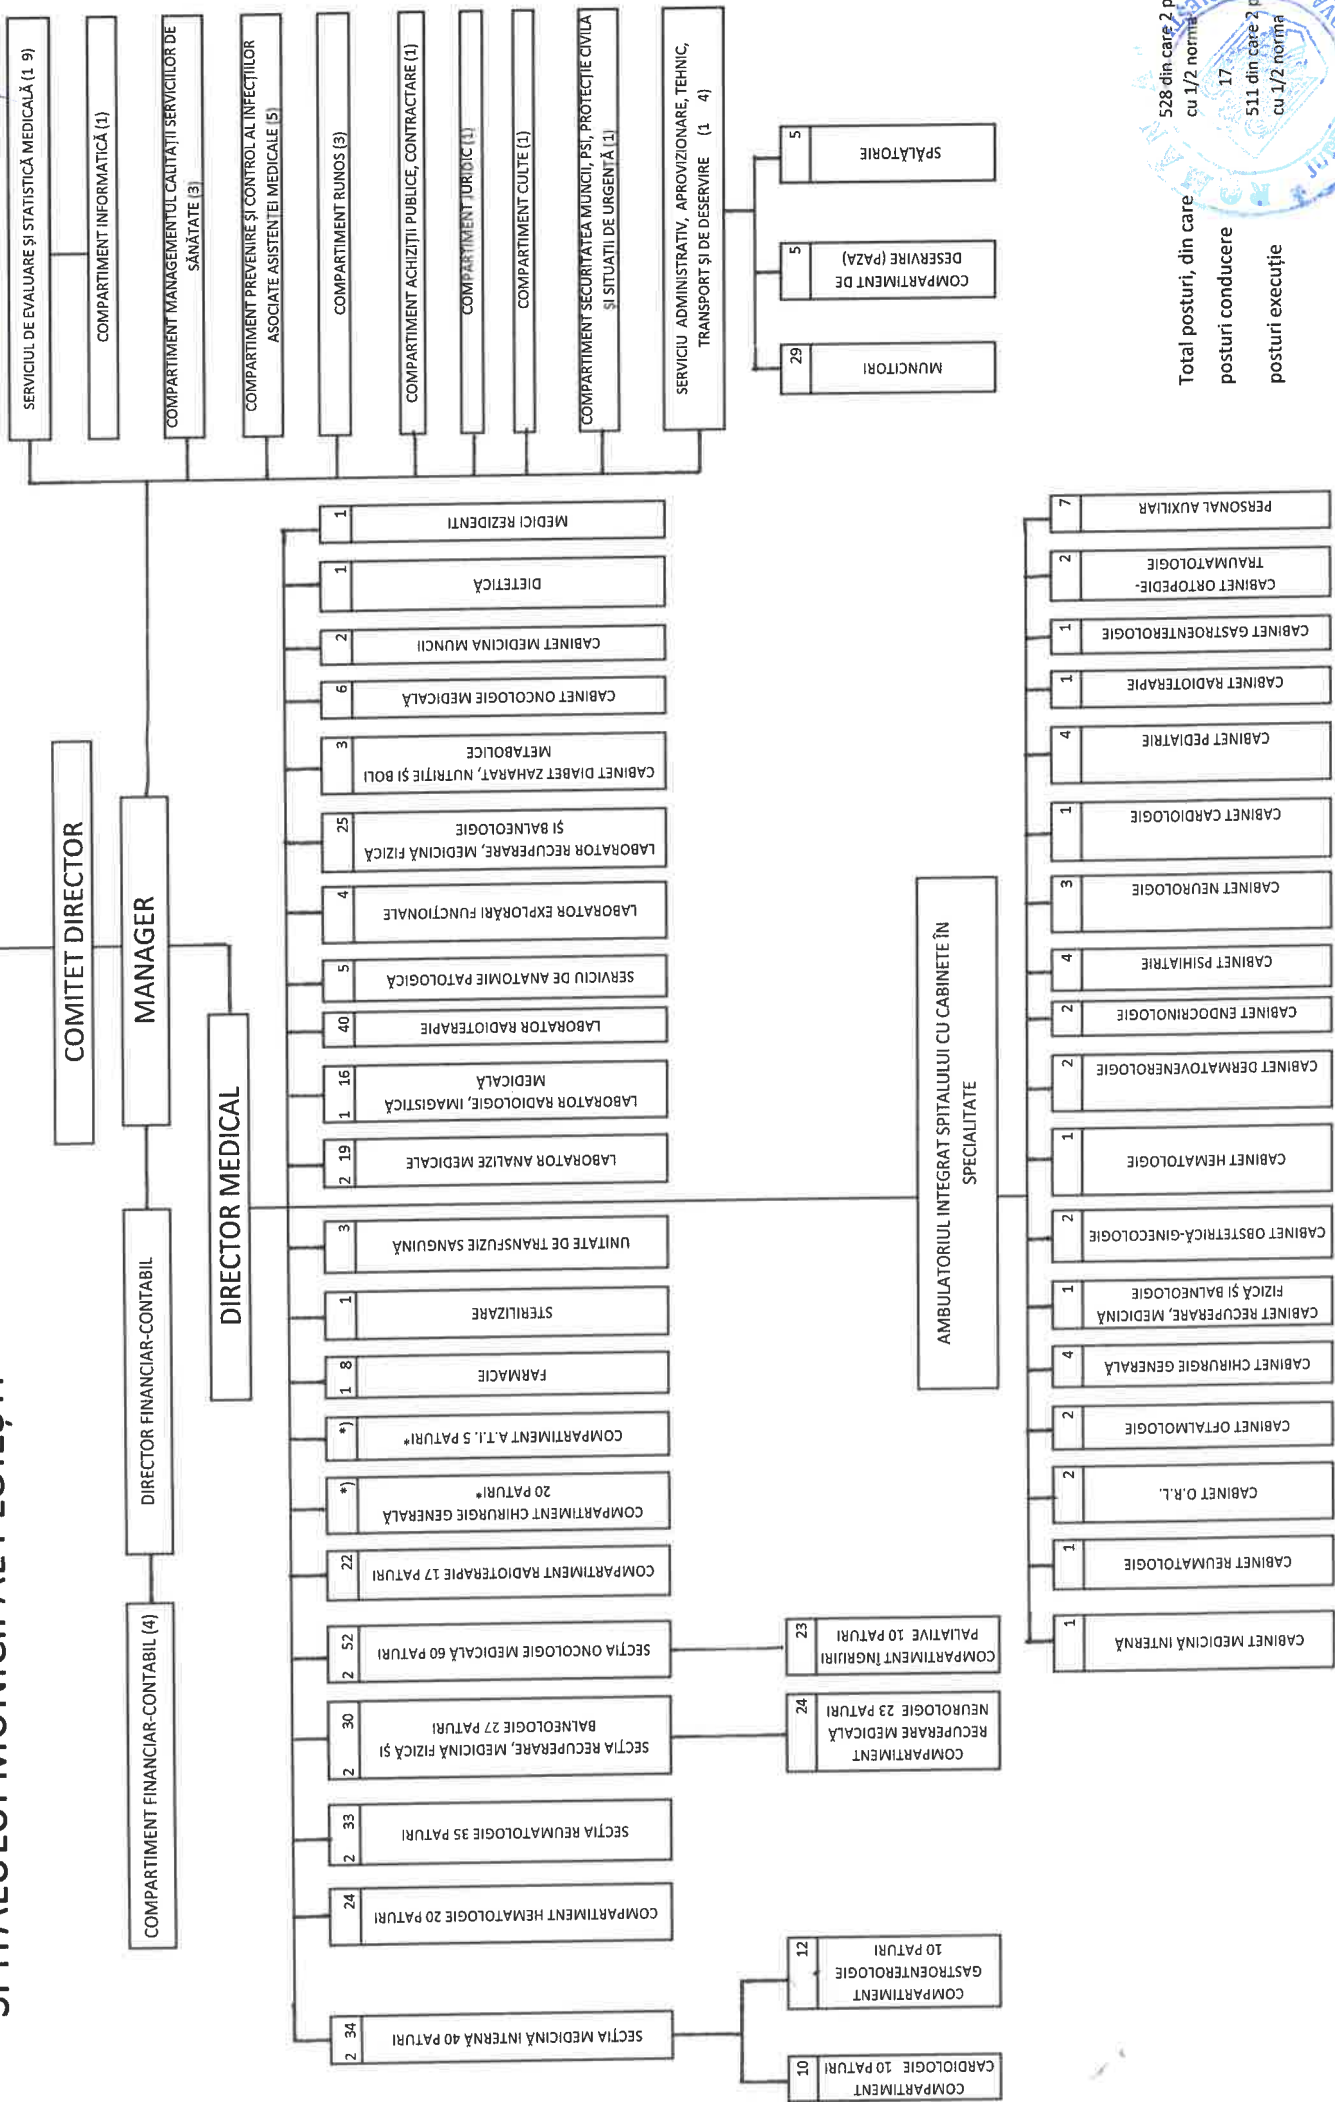 COMITET DIRECTOR
MANAGER
DIRECTOR FINANCIAR-CONTABIL
COMPARTIMENT FINANCIAR-CONTABIL (4)
DIRECTOR MEDICAL
SERVICIUL DE EVALUARE ȘI STATISTICĂ MEDICALĂ (1 9)
COMPARTIMENT INFORMATICĂ (1)
COMPARTIMENT MANAGEMENTUL CALITĂȚII SERVICIILOR DE
SĂNĂTATE (3)
COMPARTIMENT PREVENIRE ȘI CONTROL AL INFECȚIILOR
ASOCIATE ASISTENȚEI MEDICALE (5)
COMPARTIMENT RUNOS (3)
COMPARTIMENT ACHIZIȚII PUBLICE, CONTRACTARE (1)
COMPARTIMENT JURIDIC (1)
COMPARTIMENT CULTE (1)
COMPARTIMENT SECURITATEA MUNCII, PSI, PROTECȚIE CIVILĂ
ȘI SITUATII DE URGENȚĂ (1)
SERVICIU ADMINISTRATIV, APROVIZIONARE, TEHNIC,
TRANSPORT ȘI DE DESERVIRE (1 4)
29
MUNCITORI
5
COMPARTIMENT DE
DESERVIRE (PAZA)
5
SPĂLĂTORIE
2 34
SECȚIA MEDICINĂ INTERNĂ 40 PATURI
10
COMPARTIMENT
CARDIOLOGIE 10 PATURI
12
COMPARTIMENT
GASTROENTEROLOGIE
10 PATURI
24
COMPARTIMENT HEMATOLOGIE 20 PATURI
2 33
SECȚIA REUMATOLOGIE 35 PATURI
2 30
SECȚIA RECUPERARE, MEDICINĂ FIZICĂ ȘI
BALNEOLOGIE 27 PATURI
24
COMPARTIMENT
RECUPERARE MEDICALĂ
NEUROLOGIE 23 PATURI
2 52
SECȚIA ONCOLOGIE MEDICALĂ 60 PATURI
23
COMPARTIMENT ÎNGRIJIRI
PALIATIVE 10 PATURI
22
COMPARTIMENT RADIOTERAPIE 17 PATURI
*)
COMPARTIMENT CHIRURGIE GENERALĂ
20 PATURI*
*)
COMPARTIMENT A.T.I. 5 PATURI*
1 8
FARMACIE
1
STERILIZARE
3
UNITATE DE TRANSFUZIE SANGUINĂ
2 19
LABORATOR ANALIZE MEDICALE
1 16
LABORATOR RADIOLOGIE, IMAGISTICĂ
MEDICALĂ
40
LABORATOR RADIOTERAPIE
5
SERVICIU DE ANATOMIE PATOLOGICĂ
4
LABORATOR EXPLORĂRI FUNCȚIONALE
25
LABORATOR RECUPERARE, MEDICINĂ FIZICĂ
ȘI BALNEOLOGIE
3
CABINET DIABET ZAHARAT, NUTRIȚIE ȘI BOLI
METABOLICE
6
CABINET ONCOLOGIE MEDICALĂ
2
CABINET MEDICINA MUNCII
1
DIETETICĂ
1
MEDICI REZIDENTI
AMBULATORIUL INTEGRAT SPITALULUI CU CABINETE ÎN
SPECIALITATE
1
CABINET MEDICINĂ INTERNĂ
1
CABINET REUMATOLOGIE
2
CABINET O.R.L.
2
CABINET OFTALMOLOGIE
4
CABINET CHIRURGIE GENERALĂ
1
CABINET RECUPERARE, MEDICINĂ
FIZICĂ ȘI BALNEOLOGIE
2
CABINET OBSTETRICĂ-GINECOLOGIE
1
CABINET HEMATOLOGIE
2
CABINET DERMATOVENEROLOGIE
2
CABINET ENDOCRINOLOGIE
4
CABINET PSIHIATRIE
3
CABINET NEUROLOGIE
1
CABINET CARDIOLOGIE
4
CABINET PEDIATRIE
1
CABINET RADIOTERAPIE
1
CABINET GASTROENTEROLOGIE
2
CABINET ORTOPEDIE-
TRAUMATOLOGIE
7
PERSONAL AUXILIAR
Total posturi, din care 528 din care 2 p
cu 1/2 norma
posturi conducere 17
posturi execuție 511 din care 2 p
cu 1/2 norma